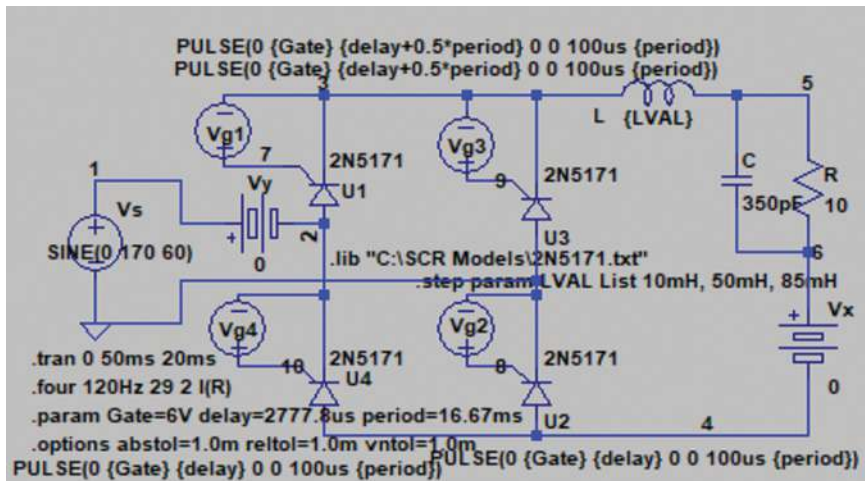 PULSE(0 {Gate} {delay+0.5*period} 0 0 100us {period})
PULSE(0 {Gate} {delay+0.5*period} 0 0 100us {period})
3
5
Vg1
Vg3
L {LVAL}
7
2N5171
9
2N5171
C
R
1
Vy
U1
350pF
10
Vs
2
U3
6
SINE(0 170 60)
0
.lib "C:\SCR Models\2N5171.txt"
.step param LVAL List 10mH, 50mH, 85mH
Vg4
Vg2
Vx
.tran 0 50ms 20ms
10
2N5171
8
2N5171
.four 120Hz 29 2 I(R)
U4
0
.param Gate=6V delay=2777.8us period=16.67ms
U2
4
.options abstol=1.0m reltol=1.0m vntol=1.0m
PULSE(0 {Gate} {delay} 0 0 100us {period})
PULSE(0 {Gate} {delay} 0 0 100us {period})